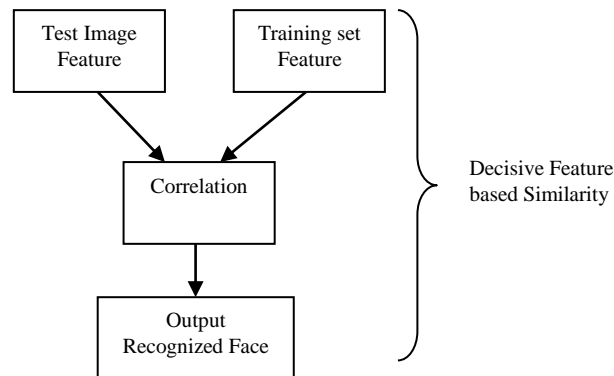 Test Image
Feature
Training set
Feature
Correlation
Decisive Feature
based Similarity
Output
Recognized Face